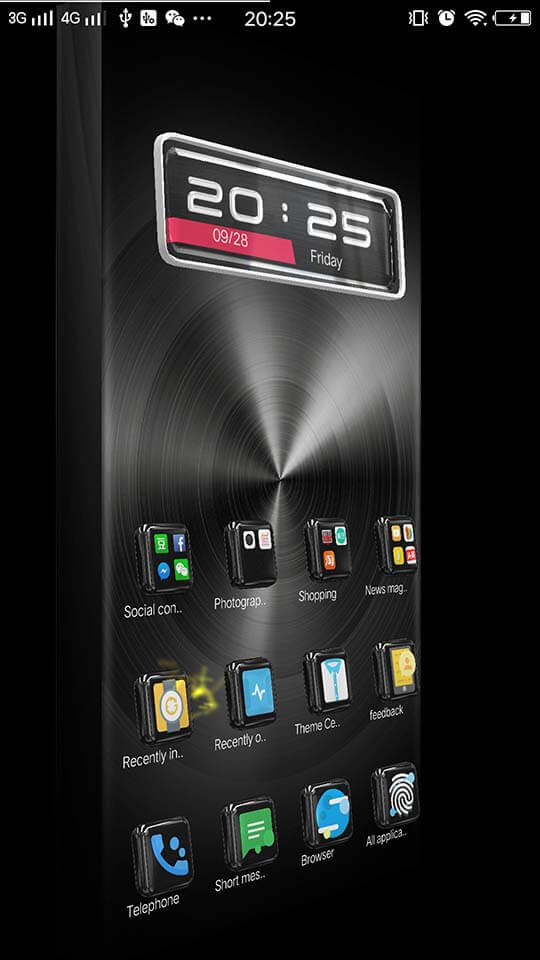 3G 4G 20:25
20:25
09/28
Friday
豆 f
Social con..
Photograp..
Shopping
News mag..
Recently in..
Recently o..
Theme Ce..
feedback
Telephone
Short mes..
Browser
All applica..